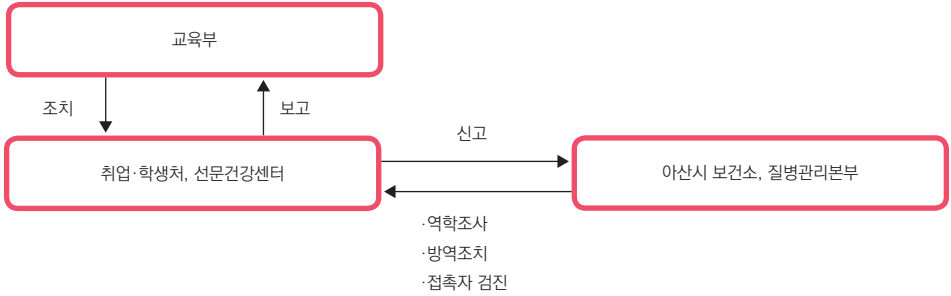 교육부
조치
보고
신고
취업·학생처, 선문건강센터
아산시 보건소, 질병관리본부
·역학조사
·방역조치
·접촉자 검진